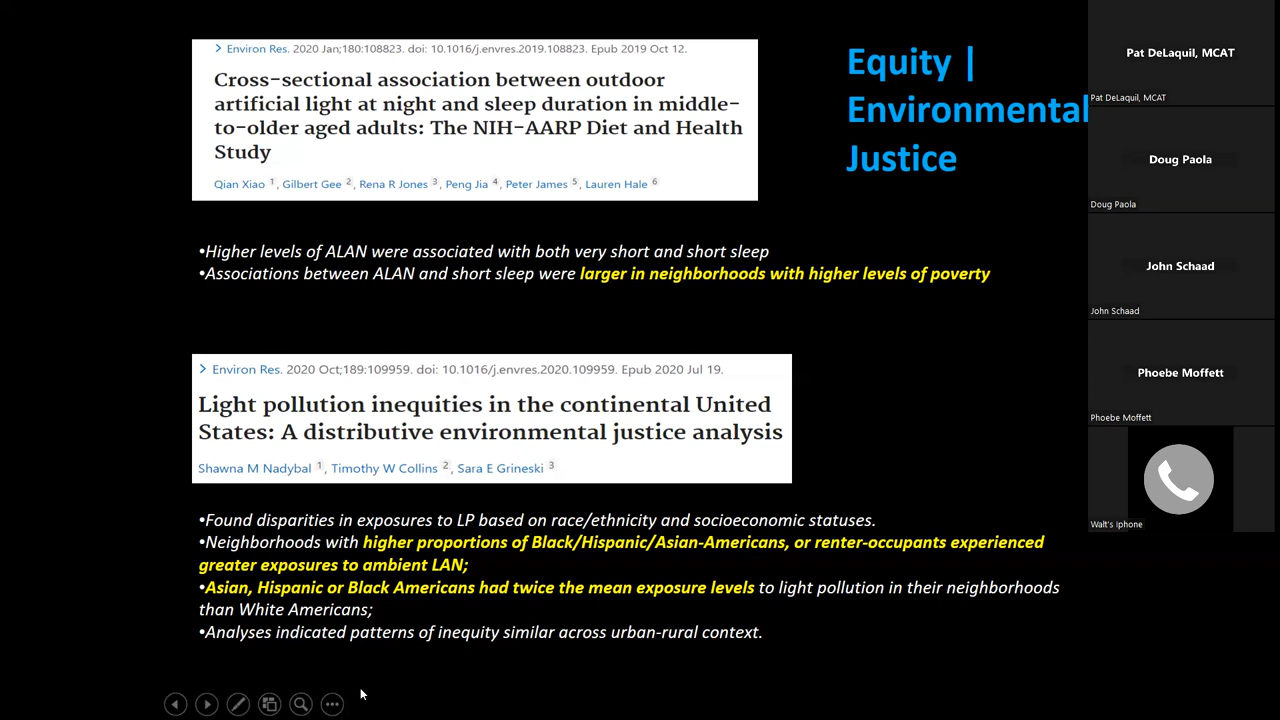 > Environ Res. 2020 Jan;180:108823. doi: 10.1016/j.envres.2019.108823. Epub 2019 Oct 12.
Cross-sectional association between outdoor
artificial light at night and sleep duration in middle-
to-older aged adults: The NIH-AARP Diet and Health
Study
Qian Xiao 1, Gilbert Gee 2, Rena R Jones 3, Peng Jia 4, Peter James 5, Lauren Hale 6
Equity |
Environmental
Justice
•Higher levels of ALAN were associated with both very short and short sleep
•Associations between ALAN and short sleep were larger in neighborhoods with higher levels of poverty
> Environ Res. 2020 Oct;189:109959. doi: 10.1016/j.envres.2020.109959. Epub 2020 Jul 19.
Light pollution inequities in the continental United
States: A distributive environmental justice analysis
Shawna M Nadybal 1, Timothy W Collins 2, Sara E Grineski 3
•Found disparities in exposures to LP based on race/ethnicity and socioeconomic statuses.
•Neighborhoods with higher proportions of Black/Hispanic/Asian-Americans, or renter-occupants experienced
greater exposures to ambient LAN;
•Asian, Hispanic or Black Americans had twice the mean exposure levels to light pollution in their neighborhoods
than White Americans;
•Analyses indicated patterns of inequity similar across urban-rural context.
Pat DeLaquil, MCAT
Pat DeLaquil, MCAT
Doug Paola
Doug Paola
John Schaad
John Schaad
Phoebe Moffett
Phoebe Moffett
Walt's Iphone